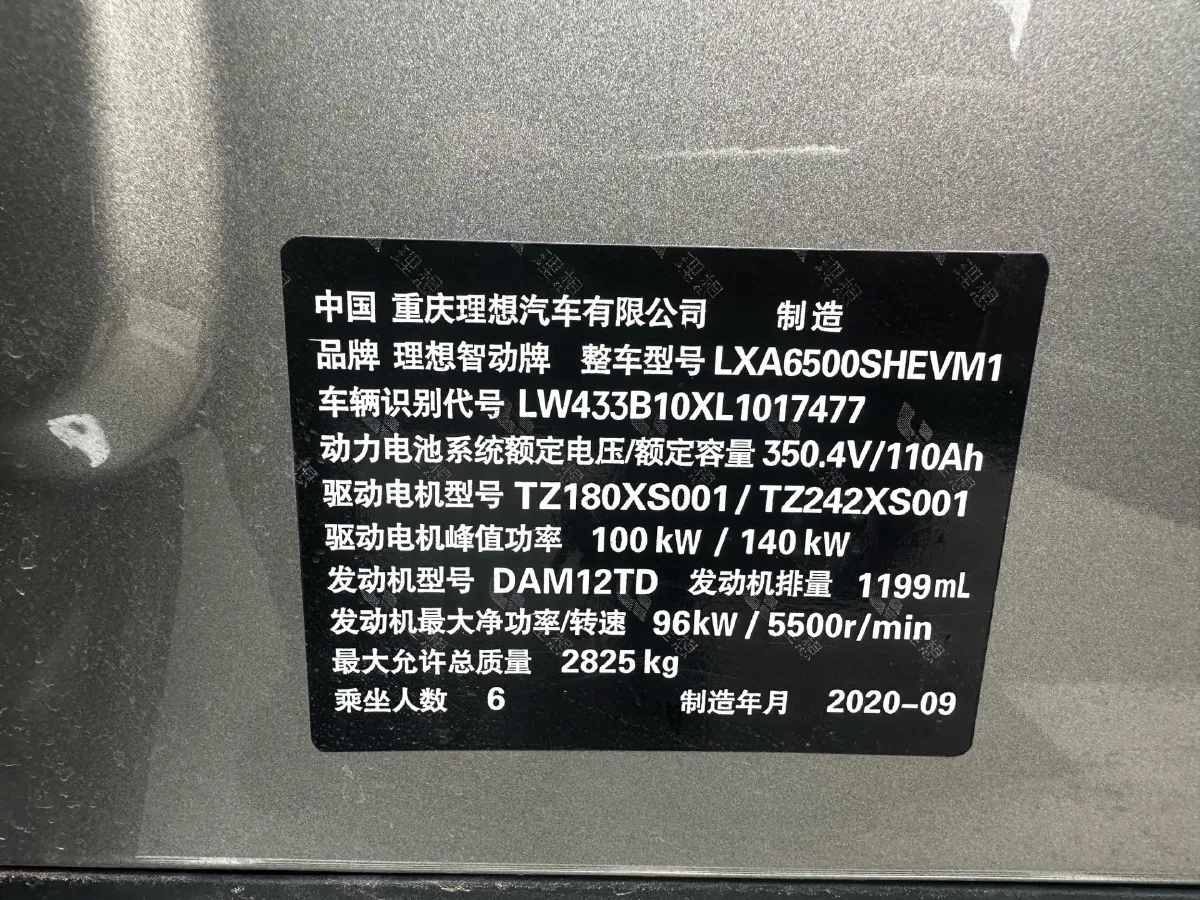 中国 重庆理想汽车有限公司 制造
品牌 理想智动牌 整车型号 LXA6500SHEVM1
车辆识别代号 LW433B10XL1017477
动力电池系统额定电压/额定容量 350.4V/110Ah
驱动电机型号 TZ180XS001 / TZ242XS001
驱动电机峰值功率 100 kW / 140 kW
发动机型号 DAM12TD 发动机排量 1199mL
发动机最大净功率/转速 96kW / 5500r/min
最大允许总质量 2825 kg
乘坐人数 6 制造年月 2020-09